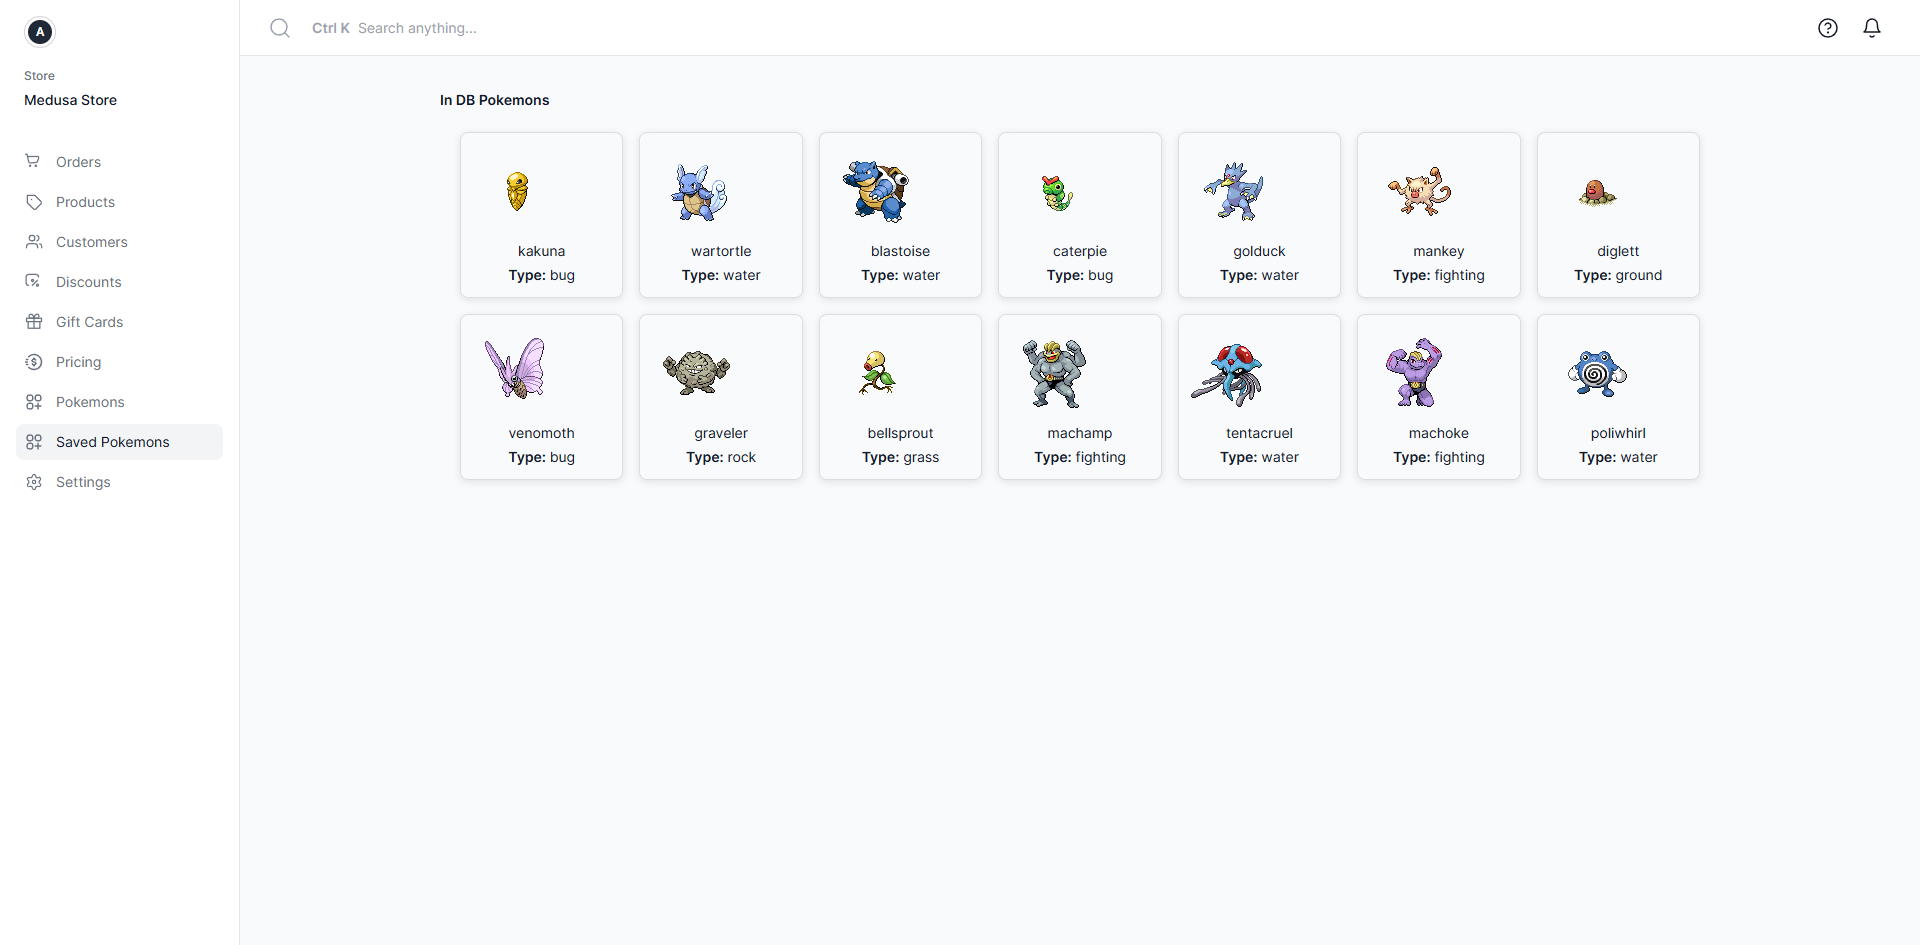 A
Ctrl K Search anything...
Store
Medusa Store
Orders
Products
Customers
Discounts
Gift Cards
Pricing
Pokemons
Saved Pokemons
Settings
In DB Pokemons
kakuna
Type: bug
wartortle
Type: water
blastoise
Type: water
caterpie
Type: bug
golduck
Type: water
mankey
Type: fighting
diglett
Type: ground
venomoth
Type: bug
graveler
Type: rock
bellsprout
Type: grass
machamp
Type: fighting
tentacruel
Type: water
machoke
Type: fighting
poliwhirl
Type: water